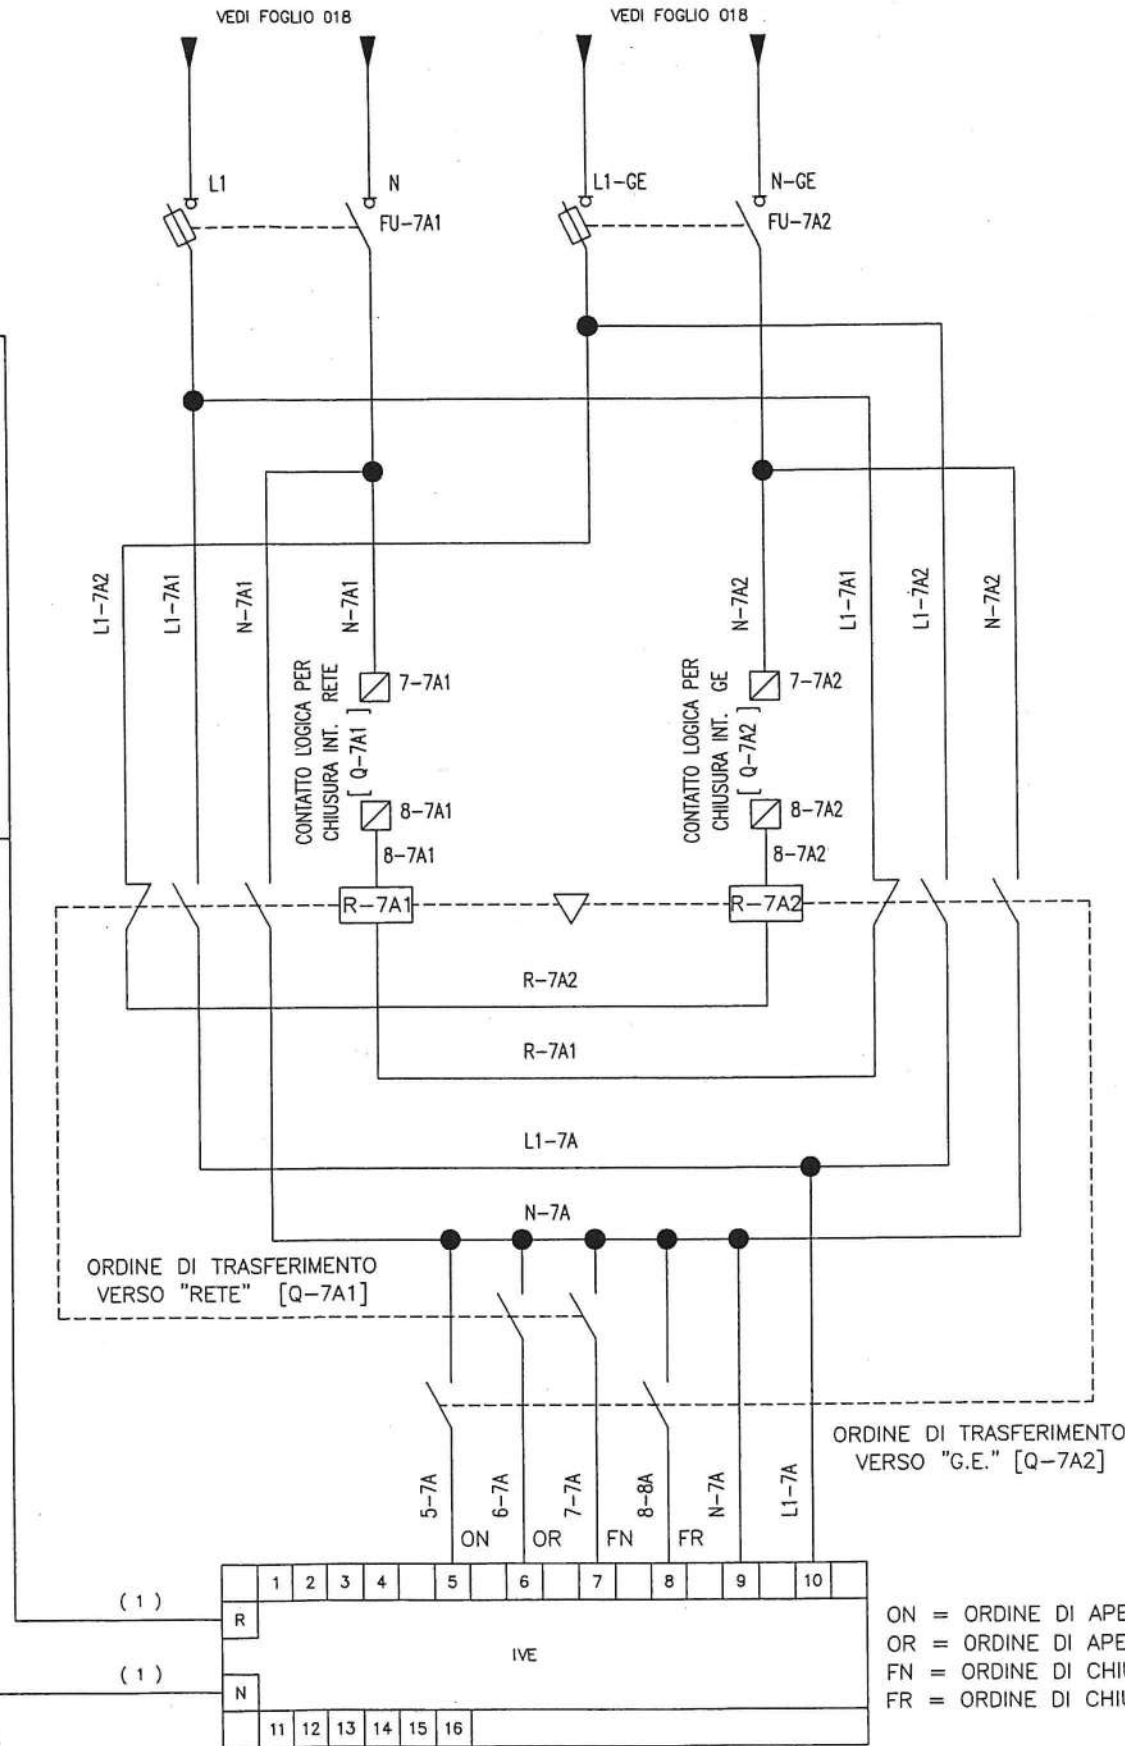 VEDI FOGLIO 018
VEDI FOGLIO 018
L1
N
L1-GE
N-GE
FU-7A1
FU-7A2
L1-7A2
L1-7A1
N-7A1
N-7A1
N-7A2
L1-7A1
L1-7A2
N-7A2
CONTATTO LOGICA PER
CHIUSURA INT. RETE
[ Q-7A1 ]
7-7A1
8-7A1
8-7A1
CONTATTO LOGICA PER
CHIUSURA INT. GE
[ Q-7A2 ]
7-7A2
8-7A2
8-7A2
R-7A1
R-7A2
R-7A2
R-7A1
L1-7A
N-7A
ORDINE DI TRASFERIMENTO
VERSO "RETE" [Q-7A1]
ORDINE DI TRASFERIMENTO
VERSO "G.E." [Q-7A2]
5-7A
6-7A
7-7A
8-8A
N-7A
L1-7A
ON
OR
FN
FR
1 2 3 4 5 6 7 8 9 10
( 1 )
R
IVE
( 1 )
N
11 12 13 14 15 16
ON = ORDINE DI APE
OR = ORDINE DI APE
FN = ORDINE DI CHIU
FR = ORDINE DI CHIU